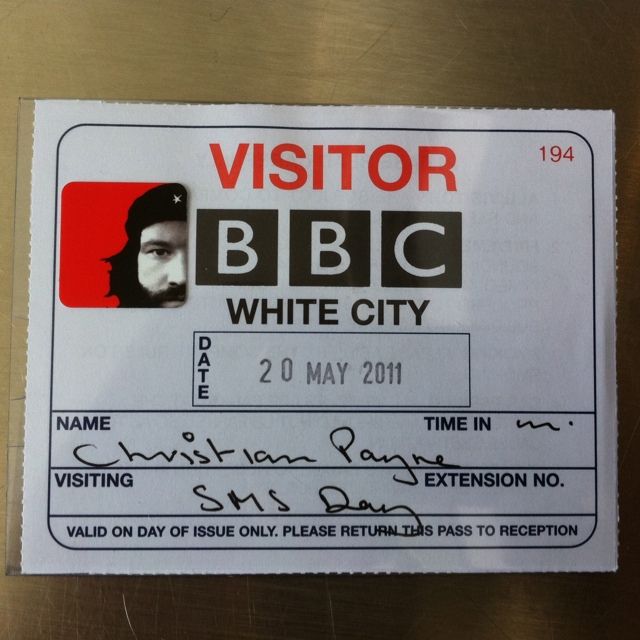 VISITOR
194
BBC
WHITE CITY
DATE
20 MAY 2011
NAME
TIME IN
Christian Payne
VISITING
EXTENSION NO.
SMS Day
VALID ON DAY OF ISSUE ONLY. PLEASE RETURN THIS PASS TO RECEPTION